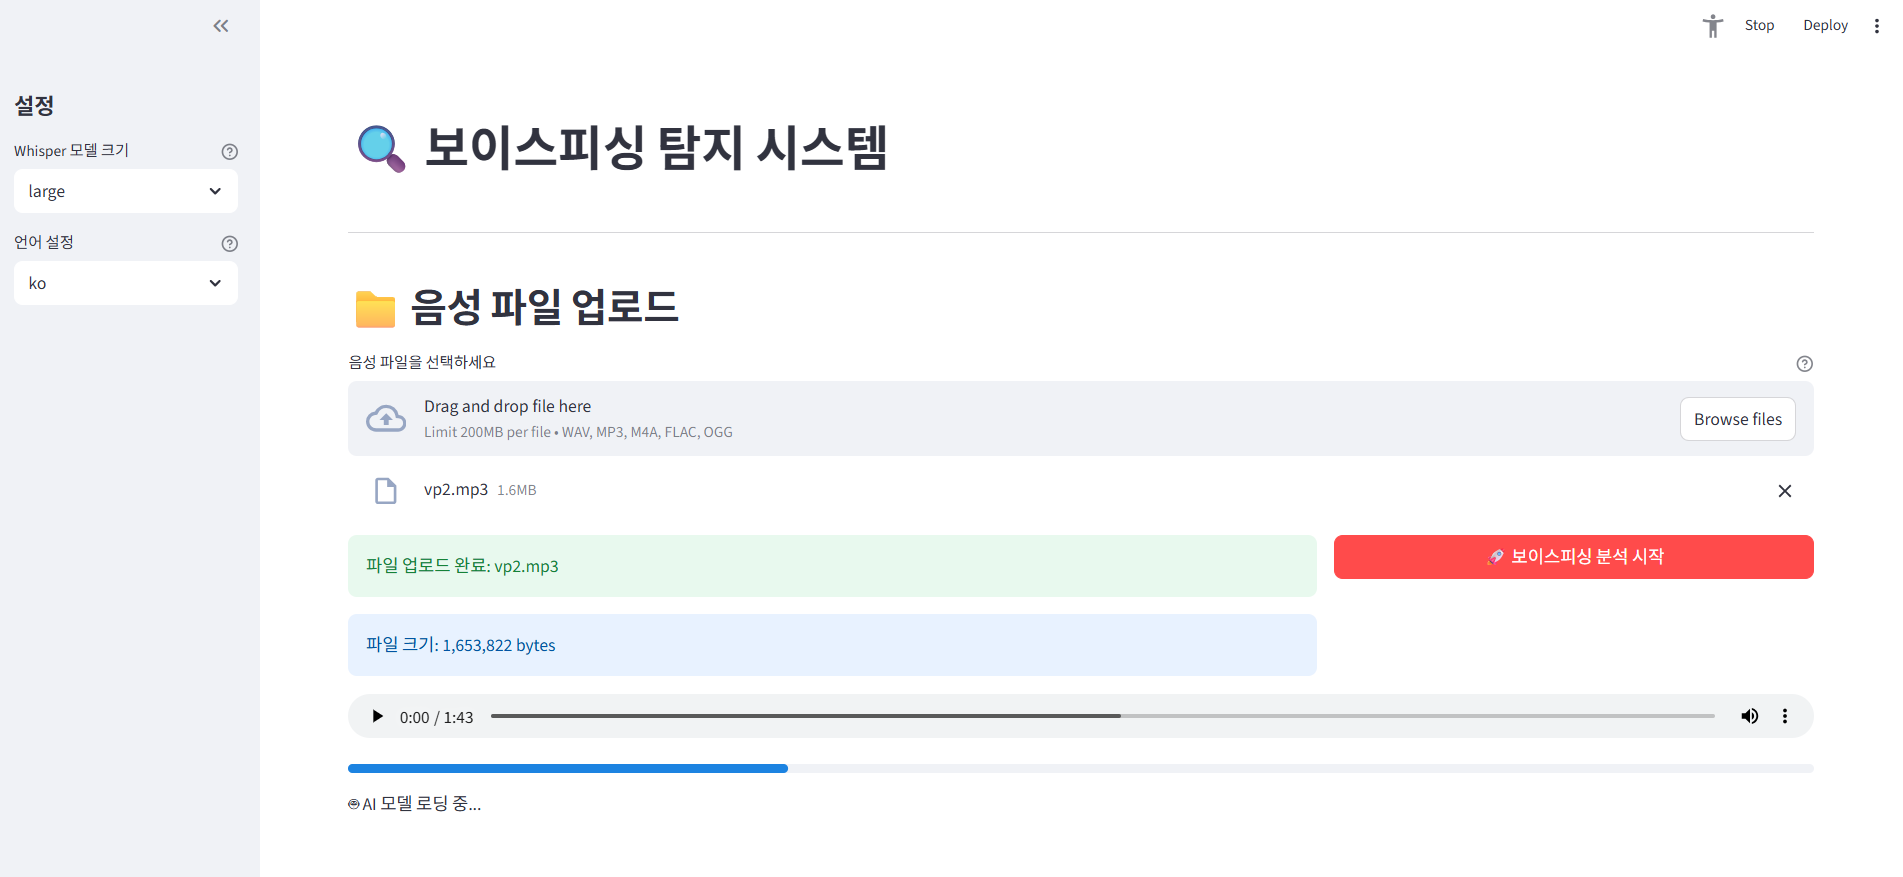 Stop
Deploy
설정
Whisper 모델 크기
large
언어 설정
ko
보이스피싱 탐지 시스템
음성 파일 업로드
음성 파일을 선택하세요
Drag and drop file here
Limit 200MB per file • WAV, MP3, M4A, FLAC, OGG
Browse files
vp2.mp3 1.6MB
파일 업로드 완료: vp2.mp3
🚀 보이스피싱 분석 시작
파일 크기: 1,653,822 bytes
0:00 / 1:43
AI 모델 로딩 중...